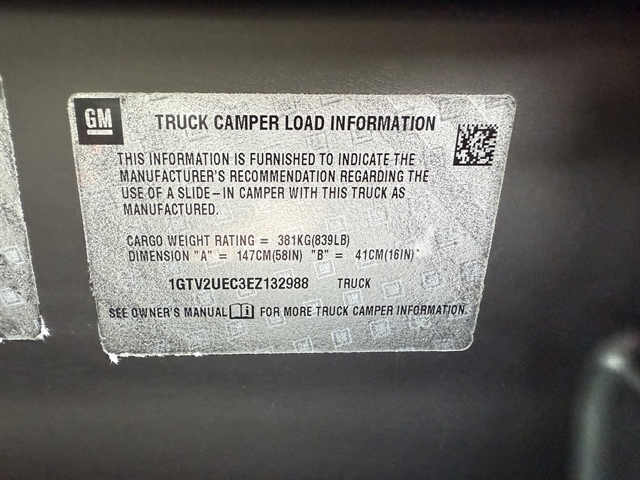 GM
TRUCK CAMPER LOAD INFORMATION
THIS INFORMATION IS FURNISHED TO INDICATE THE
MANUFACTURER'S RECOMMENDATION REGARDING THE
USE OF A SLIDE-IN CAMPER WITH THIS TRUCK AS
MANUFACTURED.
CARGO WEIGHT RATING = 381KG(839LB)
DIMENSION "A" = 147CM(58IN) "B" = 41CM(16IN)
1GTV2UEC3EZ132988 TRUCK
SEE OWNER'S MANUAL FOR MORE TRUCK CAMPER INFORMATION.